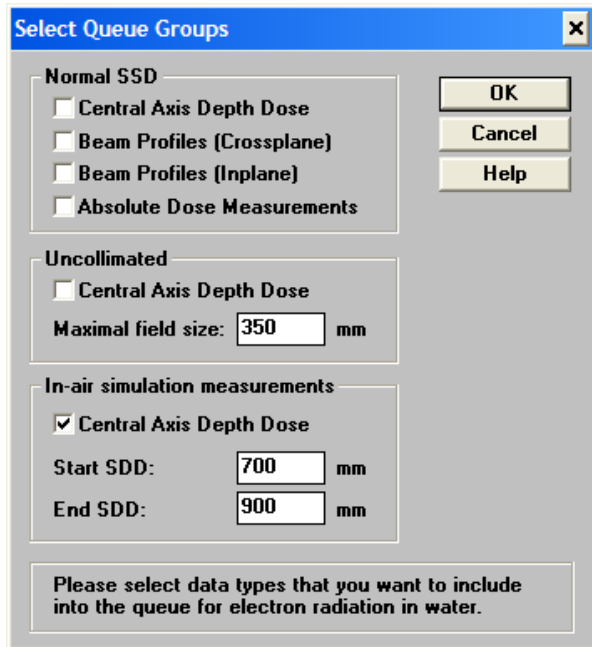 Select Queue Groups
Normal SSD
Central Axis Depth Dose
Beam Profiles (Crossplane)
Beam Profiles (Inplane)
Absolute Dose Measurements
OK
Cancel
Help
Uncollimated
Central Axis Depth Dose
Maximal field size: 350 mm
In-air simulation measurements
Central Axis Depth Dose
Start SDD: 700 mm
End SDD: 900 mm
Please select data types that you want to include
into the queue for electron radiation in water.